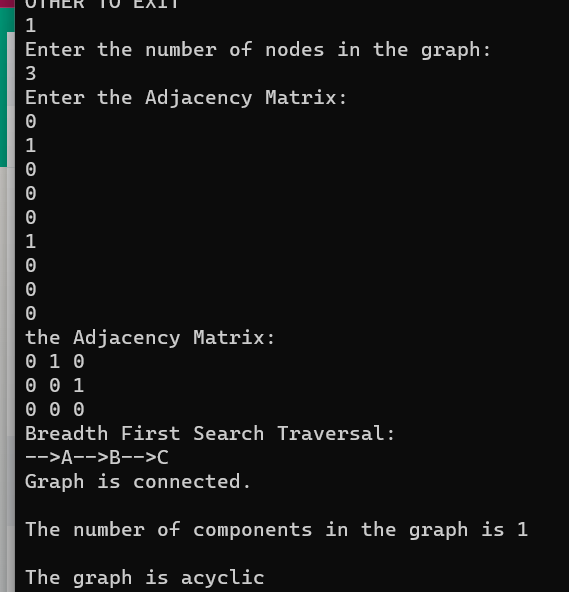 OTHER TO EXIT
1
Enter the number of nodes in the graph:
3
Enter the Adjacency Matrix:
0
1
0
0
0
1
0
0
0
the Adjacency Matrix:
0 1 0
0 0 1
0 0 0
Breadth First Search Traversal:
-->A-->B-->C
Graph is connected.
The number of components in the graph is 1
The graph is acyclic